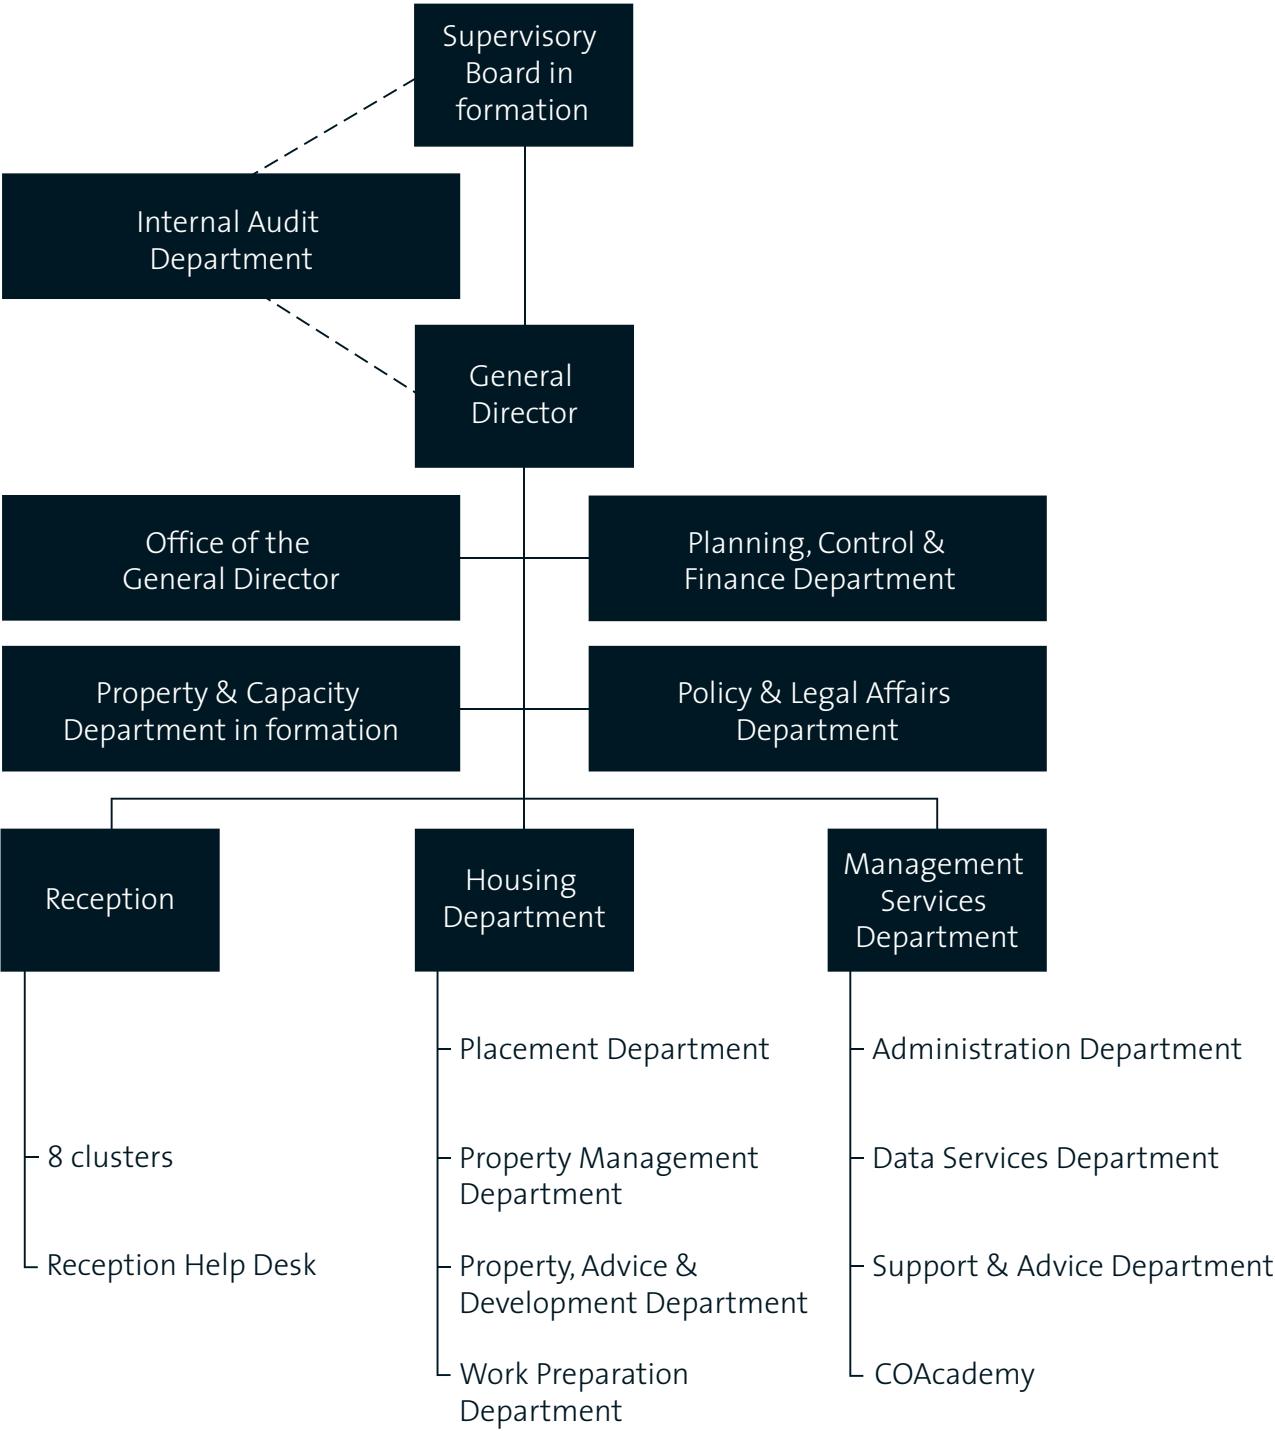 Supervisory
Board in
formation
Internal Audit
Department
General
Director
Office of the
General Director
Planning, Control &
Finance Department
Property & Capacity
Department in formation
Policy & Legal Affairs
Department
Reception
Housing
Department
Management
Services
Department
8 clusters
Reception Help Desk
Placement Department
Property Management
Department
Property, Advice &
Development Department
Work Preparation
Department
Administration Department
Data Services Department
Support & Advice Department
COAcademy